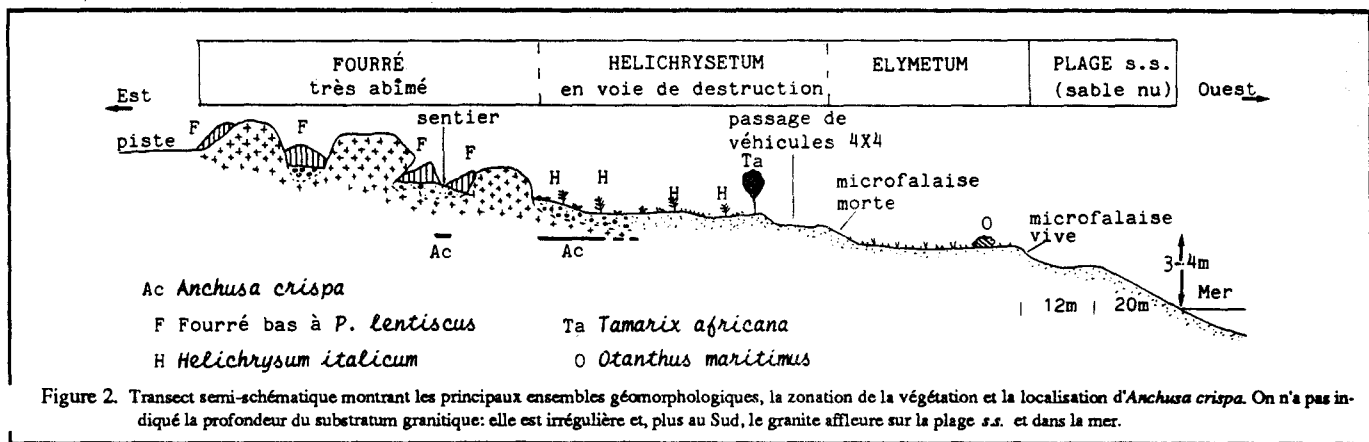 FOURRÉ
très abîmé
HELICHRYSETUM
en voie de destruction
ELYMETUM
PLAGE s.s.
(sable nu)
Est
Ouest
piste
F
F
sentier
F
F
H
H
H
H
passage de
véhicules 4X4
Ta
microfalaise
morte
O
microfalaise
vive
3-4m
Mer
12m
20m
Ac
Ac
Ac Anchusa crispa
F Fourré bas à P. lentiscus
H Helichrysum italicum
Ta Tamarix africana
O Otanthus maritimus
Figure 2. Transect semi-schématique montrant les principaux ensembles géomorphologiques, la zonation de la végétation et la localisation d'Anchusa crispa. On n'a pas in-
diqué la profondeur du substratum granitique: elle est irrégulière et, plus au Sud, le granite affleure sur la plage s.s. et dans la mer.